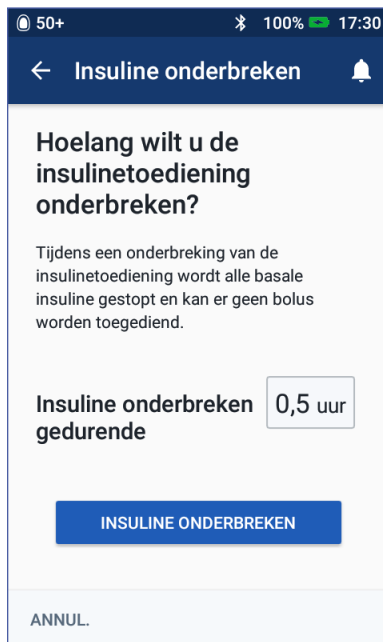 50+ 100% 17:30
Insuline onderbreken
Hoelang wilt u de
insulinetoediening
onderbreken?
Tijdens een onderbreking van de
insulinetoediening wordt alle basale
insuline gestopt en kan er geen bolus
worden toegediend.
Insuline onderbreken 0,5 uur
gedurende
INSULINE ONDERBREKEN
ANNUL.